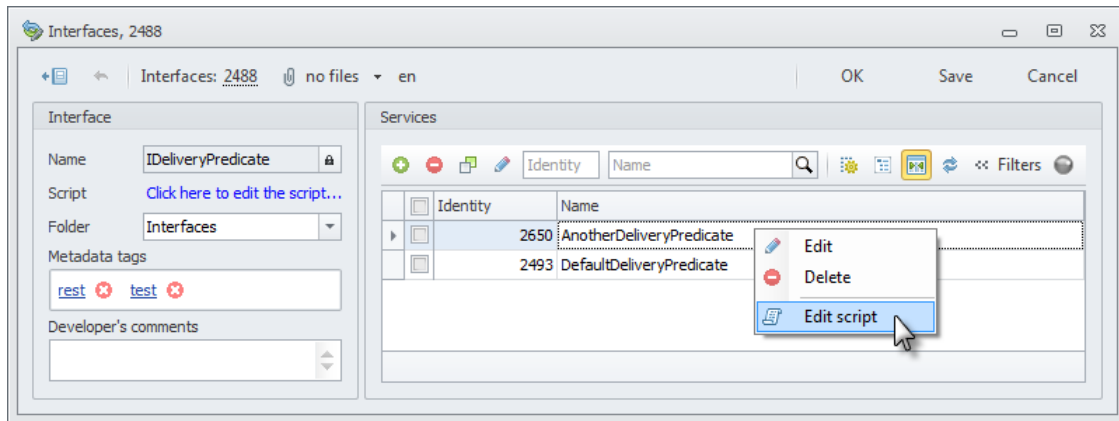 Interfaces, 2488
Interfaces: 2488 no files en OK Save Cancel
Interface
Name IDeliveryPredicate
Script Click here to edit the script...
Folder Interfaces
Metadata tags
rest test
Developer's comments
Services
Identity Name Filters
Identity Name
2650 AnotherDeliveryPredicate
2493 DefaultDeliveryPredicate
Edit
Delete
Edit script